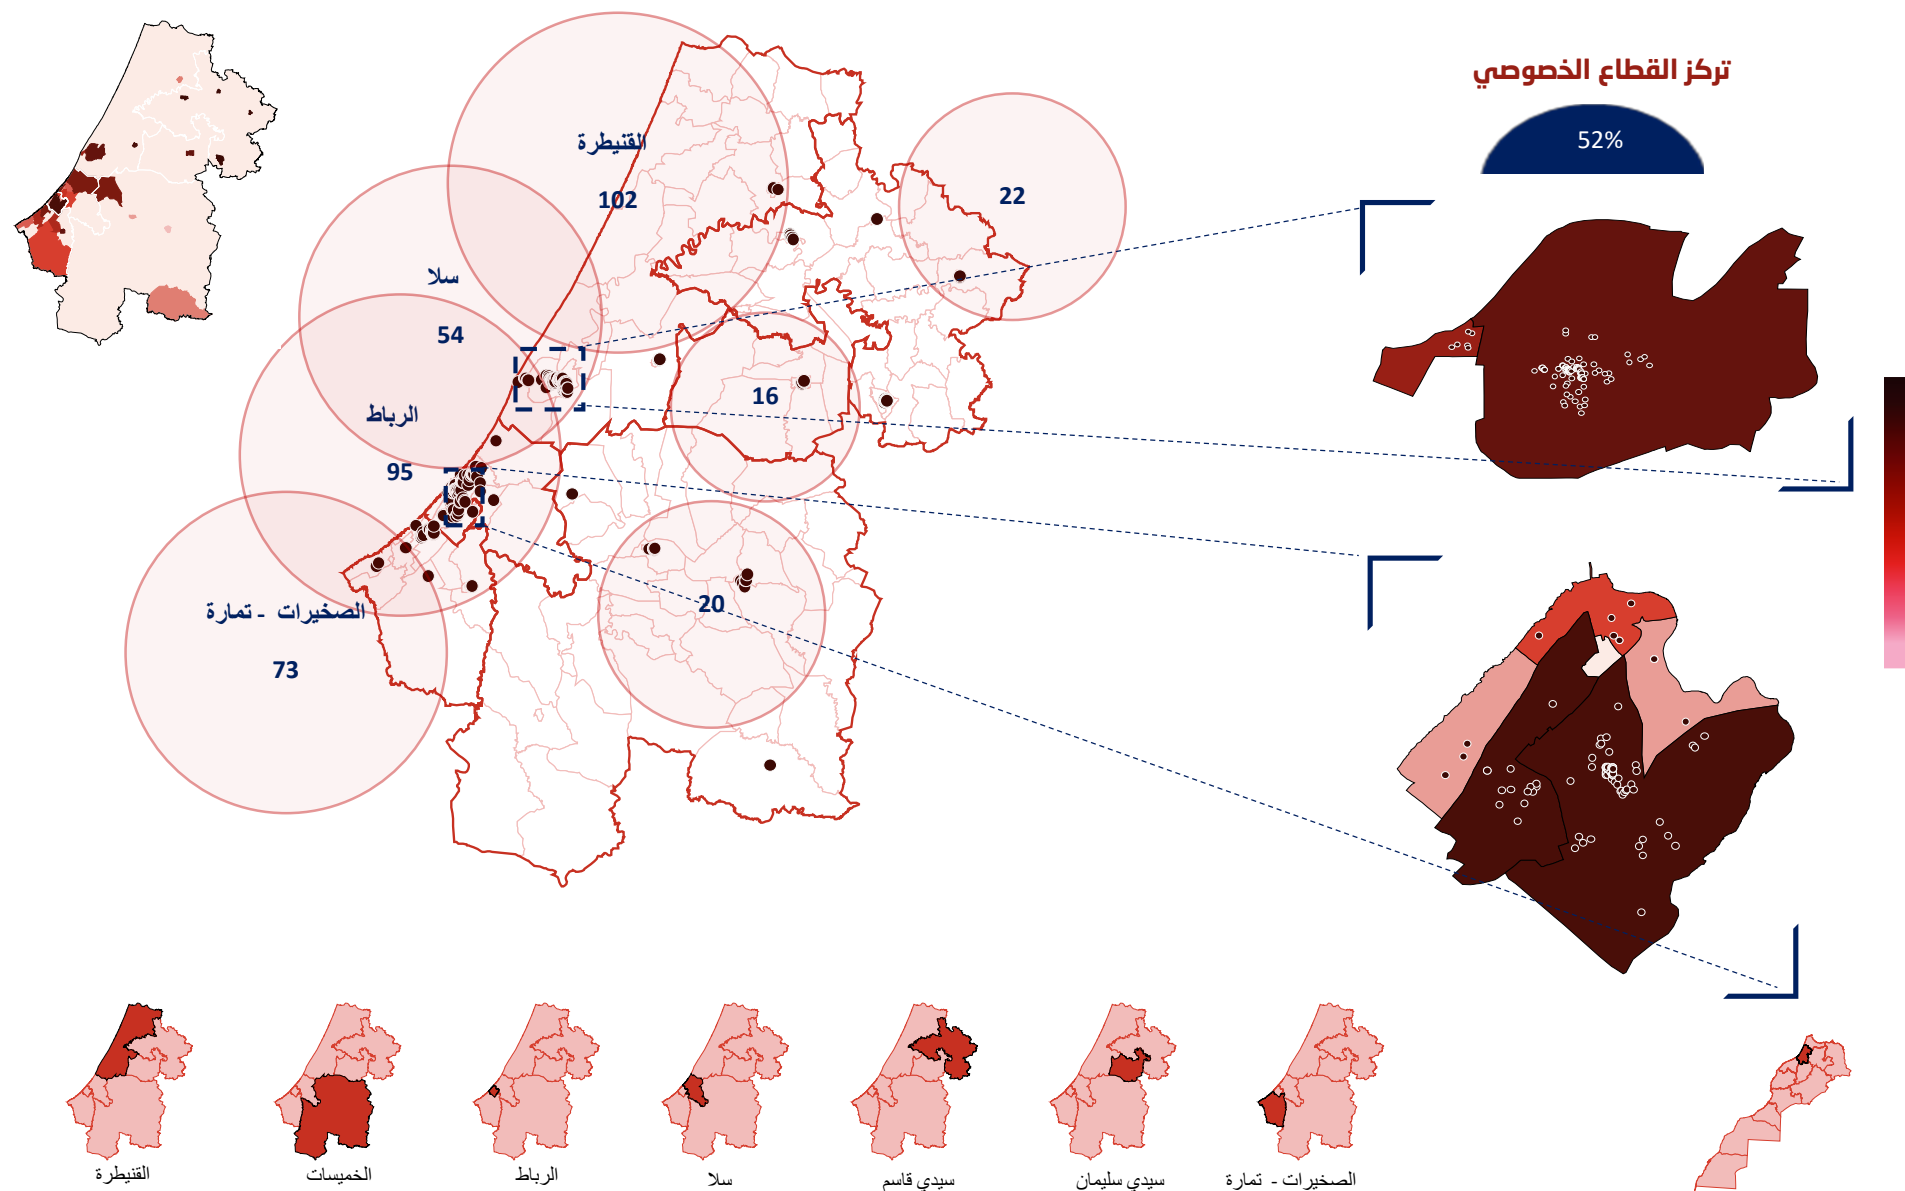 تركز القطاع الخصوصي
52%
القنيطرة
102
22
سلا
54
16
الرباط
95
20
الصخيرات - تمارة
73
القنيطرة
الخميسات
الرباط
سلا
سيدي قاسم
سيدي سليمان
الصخيرات - تمارة